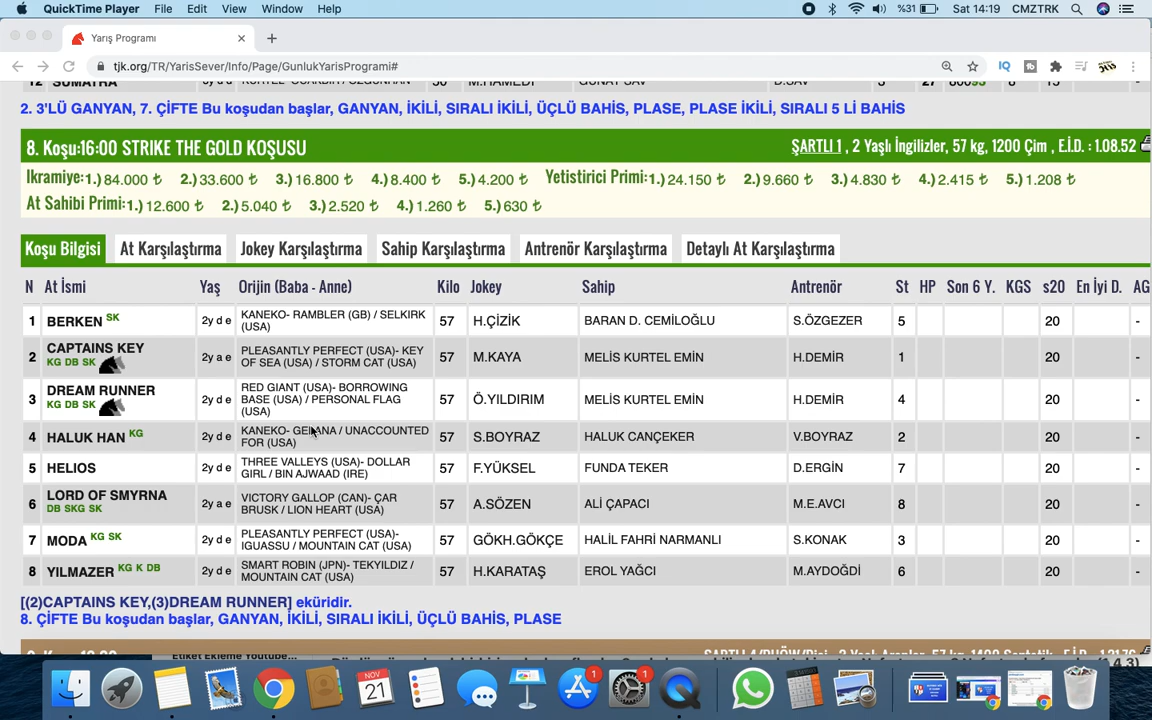 QuickTime Player File Edit View Window Help %31 Sat 14:19 CMZTRK
Yarış Programı
tjk.org/TR/YarisSever/Info/Page/GunlukYarisProgrami#
12 SUMATRA 50 M.HAMEDİ GÜNAY SAV D.SAV 3 27
2. 3'LÜ GANYAN, 7. ÇİFTE Bu koşudan başlar, GANYAN, İKİLİ, SIRALI İKİLİ, ÜÇLÜ BAHİS, PLASE, PLASE İKİLİ, SIRALI 5 Lİ BAHİS
8. Koşu:16:00 STRIKE THE GOLD KOŞUSU ŞARTLI 1 , 2 Yaşlı İngilizler, 57 kg, 1200 Çim , E.İ.D. : 1.08.52
Ikramiye:1.) 84.000 ₺ 2.) 33.600 ₺ 3.) 16.800 ₺ 4.) 8.400 ₺ 5.) 4.200 ₺ Yetistirici Primi:1.) 24.150 ₺ 2.) 9.660 ₺ 3.) 4.830 ₺ 4.) 2.415 ₺ 5.) 1.208 ₺
At Sahibi Primi:1.) 12.600 ₺ 2.) 5.040 ₺ 3.) 2.520 ₺ 4.) 1.260 ₺ 5.) 630 ₺
Koşu Bilgisi At Karşılaştırma Jokey Karşılaştırma Sahip Karşılaştırma Antrenör Karşılaştırma Detaylı At Karşılaştırma
N At İsmi Yaş Orijin (Baba - Anne) Kilo Jokey Sahip Antrenör St HP Son 6 Y. KGS s20 En İyi D. AG
1 BERKEN SK 2y d e KANEKO- RAMBLER (GB) / SELKIRK 57 H.ÇİZİK BARAN D. CEMİLOĞLU S.ÖZGEZER 5 20 -
(USA)
2 CAPTAINS KEY 2y a e PLEASANTLY PERFECT (USA)- KEY 57 M.KAYA MELİS KURTEL EMİN H.DEMİR 1 20 -
KG DB SK OF SEA (USA) / STORM CAT (USA)
3 DREAM RUNNER 2y d e RED GIANT (USA)- BORROWING 57 Ö.YILDIRIM MELİS KURTEL EMİN H.DEMİR 4 20 -
KG DB SK BASE (USA) / PERSONAL FLAG
(USA)
4 HALUK HAN KG 2y d e KANEKO- / UNACCOUNTED 57 S.BOYRAZ HALUK CANÇEKER V.BOYRAZ 2 20 -
FOR (USA)
5 HELIOS 2y d e THREE VALLEYS (USA)- DOLLAR 57 F.YÜKSEL FUNDA TEKER D.ERGİN 7 20 -
GIRL / BIN AJWAAD (IRE)
6 LORD OF SMYRNA 2y a e VICTORY GALLOP (CAN)- ÇAR 57 A.SÖZEN ALİ ÇAPACI M.E.AVCI 8 20 -
DB SKG SK BRUSK / LION HEART (USA)
7 MODA KG SK 2y d e PLEASANTLY PERFECT (USA)- 57 GÖKH.GÖKÇE HALİL FAHRİ NARMANLI S.KONAK 3 20 -
IGUASSU / MOUNTAIN CAT (USA)
8 YILMAZER KG K DB 2y d e SMART ROBIN (JPN)- TEKYILDIZ / 57 H.KARATAŞ EROL YAĞCI M.AYDOĞDİ 6 20 -
MOUNTAIN CAT (USA)
[(2)CAPTAINS KEY,(3)DREAM RUNNER] eküridir.
8. ÇİFTE Bu koşudan başlar, GANYAN, İKİLİ, SIRALI İKİLİ, ÜÇLÜ BAHİS, PLASE
Etiket Ekleme Youtube...
NOV
21
1
1